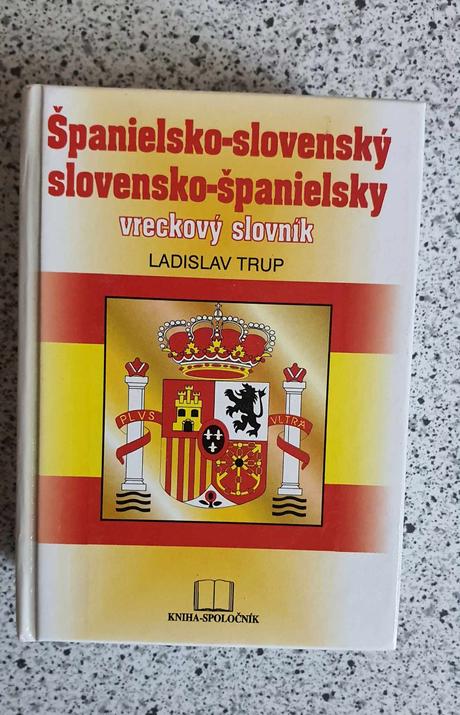 Španielsko-slovenský
slovensko-španielsky
vreckový slovník
LADISLAV TRUP
PLVS
VLTRA
KNIHA-SPOLOČNÍK